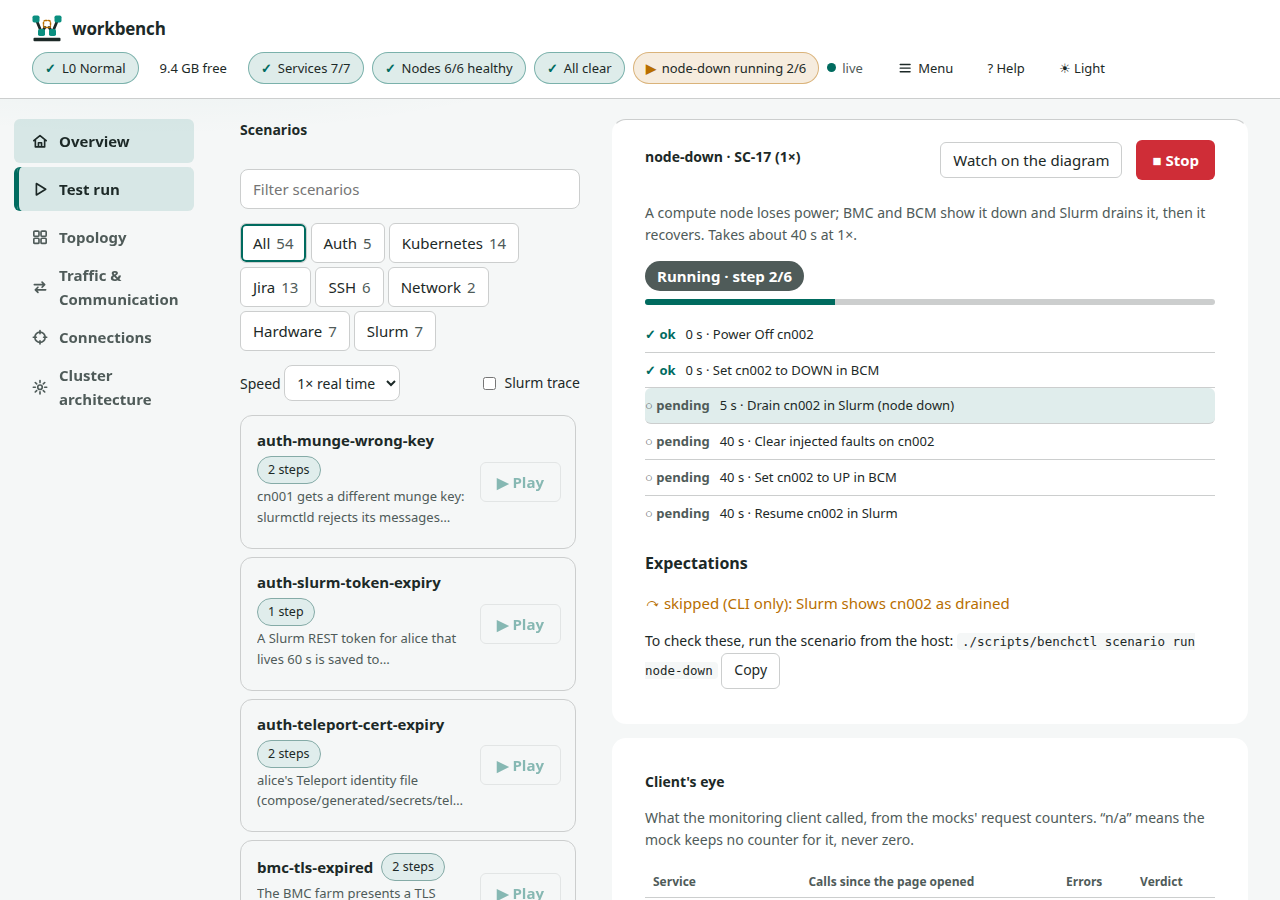 workbench
✓ L0 Normal
9.4 GB free
✓ Services 7/7
✓ Nodes 6/6 healthy
✓ All clear
▶ node-down running 2/6
live
Menu
? Help
☀ Light
Overview
Test run
Topology
Traffic &
Communication
Connections
Cluster
architecture
Scenarios
Filter scenarios
All 54
Auth 5
Kubernetes 14
Jira 13
SSH 6
Network 2
Hardware 7
Slurm 7
Speed 1× real time
Slurm trace
auth-munge-wrong-key
2 steps
cn001 gets a different munge key:
slurmctld rejects its messages...
▶ Play
auth-slurm-token-expiry
1 step
A Slurm REST token for alice that
lives 60 s is saved to...
▶ Play
auth-teleport-cert-expiry
2 steps
alice's Teleport identity file
(compose/generated/secrets/tel...
▶ Play
bmc-tls-expired 2 steps
The BMC farm presents a TLS
▶ Play
node-down · SC-17 (1×)
Watch on the diagram
■ Stop
A compute node loses power; BMC and BCM show it down and Slurm drains it, then it
recovers. Takes about 40 s at 1×.
Running · step 2/6
✓ ok 0 s · Power Off cn002
✓ ok 0 s · Set cn002 to DOWN in BCM
○ pending 5 s · Drain cn002 in Slurm (node down)
○ pending 40 s · Clear injected faults on cn002
○ pending 40 s · Set cn002 to UP in BCM
○ pending 40 s · Resume cn002 in Slurm
Expectations
↷ skipped (CLI only): Slurm shows cn002 as drained
To check these, run the scenario from the host: ./scripts/benchctl scenario run
node-down Copy
Client's eye
What the monitoring client called, from the mocks' request counters. “n/a” means the
mock keeps no counter for it, never zero.
Service Calls since the page opened Errors Verdict